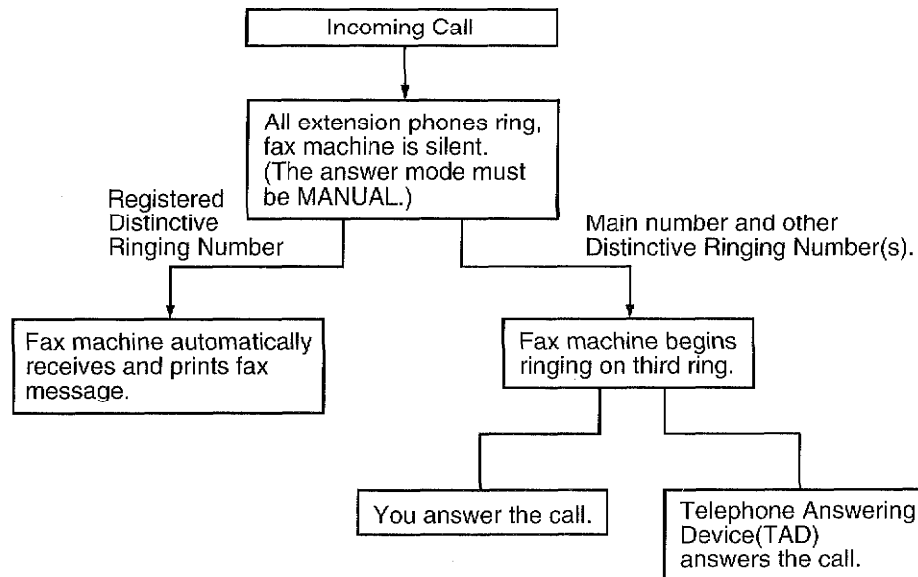 Incoming Call
All extension phones ring,
fax machine is silent.
(The answer mode must
be MANUAL.)
Registered
Distinctive
Ringing Number
Main number and other
Distinctive Ringing Number(s).
Fax machine automatically
receives and prints fax
message.
Fax machine begins
ringing on third ring.
You answer the call.
Telephone Answering
Device(TAD)
answers the call.